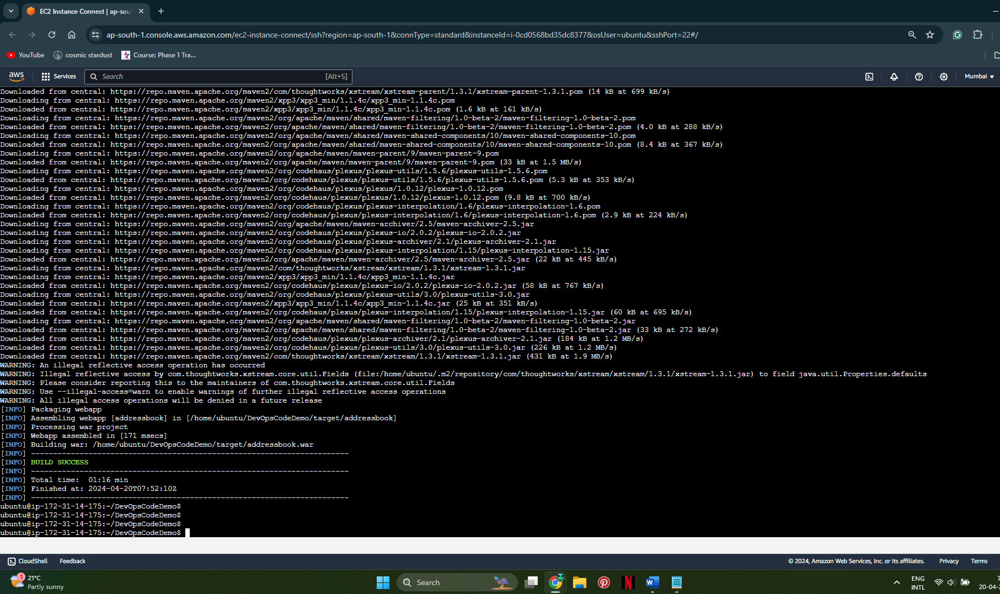 EC2 Instance Connect | ap-sou
ap-south-1.console.aws.amazon.com/ec2-instance-connect/ssh?region=ap-south-1&connType=standard&instanceId=i-0cd0568bd35dc8377&osUser=ubuntu&sshPort=22#/
YouTube cosmic stardust Course: Phase 1 Tra...
aws Services Search [Alt+S] Mumbai
Downloaded from central: https://repo.maven.apache.org/maven2/com/thoughtworks/xstream/xstream-parent/1.3.1/xstream-parent-1.3.1.pom (14 kB at 699 kB/s)
Downloading from central: https://repo.maven.apache.org/maven2/xpp3/xpp3_min/1.1.4c/xpp3_min-1.1.4c.pom
Downloaded from central: https://repo.maven.apache.org/maven2/xpp3/xpp3_min/1.1.4c/xpp3_min-1.1.4c.pom (1.6 kB at 161 kB/s)
Downloading from central: https://repo.maven.apache.org/maven2/org/apache/maven/shared/maven-filtering/1.0-beta-2/maven-filtering-1.0-beta-2.pom
Downloaded from central: https://repo.maven.apache.org/maven2/org/apache/maven/shared/maven-filtering/1.0-beta-2/maven-filtering-1.0-beta-2.pom (4.0 kB at 288 kB/s)
Downloading from central: https://repo.maven.apache.org/maven2/org/apache/maven/shared/maven-shared-components/10/maven-shared-components-10.pom
Downloaded from central: https://repo.maven.apache.org/maven2/org/apache/maven/shared/maven-shared-components/10/maven-shared-components-10.pom (8.4 kB at 367 kB/s)
Downloading from central: https://repo.maven.apache.org/maven2/org/apache/maven/maven-parent/9/maven-parent-9.pom
Downloaded from central: https://repo.maven.apache.org/maven2/org/apache/maven/maven-parent/9/maven-parent-9.pom (33 kB at 1.5 MB/s)
Downloading from central: https://repo.maven.apache.org/maven2/org/codehaus/plexus/plexus-utils/1.5.6/plexus-utils-1.5.6.pom
Downloaded from central: https://repo.maven.apache.org/maven2/org/codehaus/plexus/plexus-utils/1.5.6/plexus-utils-1.5.6.pom (5.3 kB at 353 kB/s)
Downloading from central: https://repo.maven.apache.org/maven2/org/codehaus/plexus/plexus/1.0.12/plexus-1.0.12.pom
Downloaded from central: https://repo.maven.apache.org/maven2/org/codehaus/plexus/plexus/1.0.12/plexus-1.0.12.pom (9.8 kB at 700 kB/s)
Downloading from central: https://repo.maven.apache.org/maven2/org/codehaus/plexus/plexus-interpolation/1.6/plexus-interpolation-1.6.pom
Downloaded from central: https://repo.maven.apache.org/maven2/org/codehaus/plexus/plexus-interpolation/1.6/plexus-interpolation-1.6.pom (2.9 kB at 224 kB/s)
Downloading from central: https://repo.maven.apache.org/maven2/org/apache/maven/maven-archiver/2.5/maven-archiver-2.5.jar
Downloading from central: https://repo.maven.apache.org/maven2/org/codehaus/plexus/plexus-io/2.0.2/plexus-io-2.0.2.jar
Downloading from central: https://repo.maven.apache.org/maven2/org/codehaus/plexus/plexus-archiver/2.1/plexus-archiver-2.1.jar
Downloading from central: https://repo.maven.apache.org/maven2/org/codehaus/plexus/plexus-interpolation/1.15/plexus-interpolation-1.15.jar
Downloaded from central: https://repo.maven.apache.org/maven2/org/apache/maven/maven-archiver/2.5/maven-archiver-2.5.jar (22 kB at 445 kB/s)
Downloading from central: https://repo.maven.apache.org/maven2/com/thoughtworks/xstream/xstream/1.3.1/xstream-1.3.1.jar
Downloading from central: https://repo.maven.apache.org/maven2/xpp3/xpp3_min/1.1.4c/xpp3_min-1.1.4c.jar
Downloaded from central: https://repo.maven.apache.org/maven2/org/codehaus/plexus/plexus-io/2.0.2/plexus-io-2.0.2.jar (58 kB at 767 kB/s)
Downloading from central: https://repo.maven.apache.org/maven2/org/codehaus/plexus/plexus-utils/3.0/plexus-utils-3.0.jar
Downloaded from central: https://repo.maven.apache.org/maven2/xpp3/xpp3_min/1.1.4c/xpp3_min-1.1.4c.jar (25 kB at 351 kB/s)
Downloaded from central: https://repo.maven.apache.org/maven2/org/codehaus/plexus/plexus-interpolation/1.15/plexus-interpolation-1.15.jar (60 kB at 695 kB/s)
Downloading from central: https://repo.maven.apache.org/maven2/org/apache/maven/shared/maven-filtering/1.0-beta-2/maven-filtering-1.0-beta-2.jar
Downloaded from central: https://repo.maven.apache.org/maven2/org/apache/maven/shared/maven-filtering/1.0-beta-2/maven-filtering-1.0-beta-2.jar (33 kB at 272 kB/s)
Downloaded from central: https://repo.maven.apache.org/maven2/org/codehaus/plexus/plexus-archiver/2.1/plexus-archiver-2.1.jar (184 kB at 1.2 MB/s)
Downloaded from central: https://repo.maven.apache.org/maven2/org/codehaus/plexus/plexus-utils/3.0/plexus-utils-3.0.jar (226 kB at 1.2 MB/s)
Downloaded from central: https://repo.maven.apache.org/maven2/com/thoughtworks/xstream/xstream/1.3.1/xstream-1.3.1.jar (431 kB at 1.9 MB/s)
WARNING: An illegal reflective access operation has occurred
WARNING: Illegal reflective access by com.thoughtworks.xstream.core.util.Fields (file:/home/ubuntu/.m2/repository/com/thoughtworks/xstream/xstream/1.3.1/xstream-1.3.1.jar) to field java.util.Properties.defaults
WARNING: Please consider reporting this to the maintainers of com.thoughtworks.xstream.core.util.Fields
WARNING: Use --illegal-access=warn to enable warnings of further illegal reflective access operations
WARNING: All illegal access operations will be denied in a future release
[INFO] Packaging webapp
[INFO] Assembling webapp [addressbook] in [/home/ubuntu/DevOpsCodeDemo/target/addressbook]
[INFO] Processing war project
[INFO] Webapp assembled in [171 msecs]
[INFO] Building war: /home/ubuntu/DevOpsCodeDemo/target/addressbook.war
[INFO] ------------------------------------------------------------------------
[INFO] BUILD SUCCESS
[INFO] ------------------------------------------------------------------------
[INFO] Total time:  01:16 min
[INFO] Finished at: 2024-04-20T07:52:10Z
[INFO] ------------------------------------------------------------------------
ubuntu@ip-172-31-14-175:~/DevOpsCodeDemo$
ubuntu@ip-172-31-14-175:~/DevOpsCodeDemo$
ubuntu@ip-172-31-14-175:~/DevOpsCodeDemo$
ubuntu@ip-172-31-14-175:~/DevOpsCodeDemo$
CloudShell Feedback © 2024, Amazon Web Services, Inc. or its affiliates. Privacy Terms
1 21°C
Partly sunny
Search
W
N
ENG
INTL
20-04-